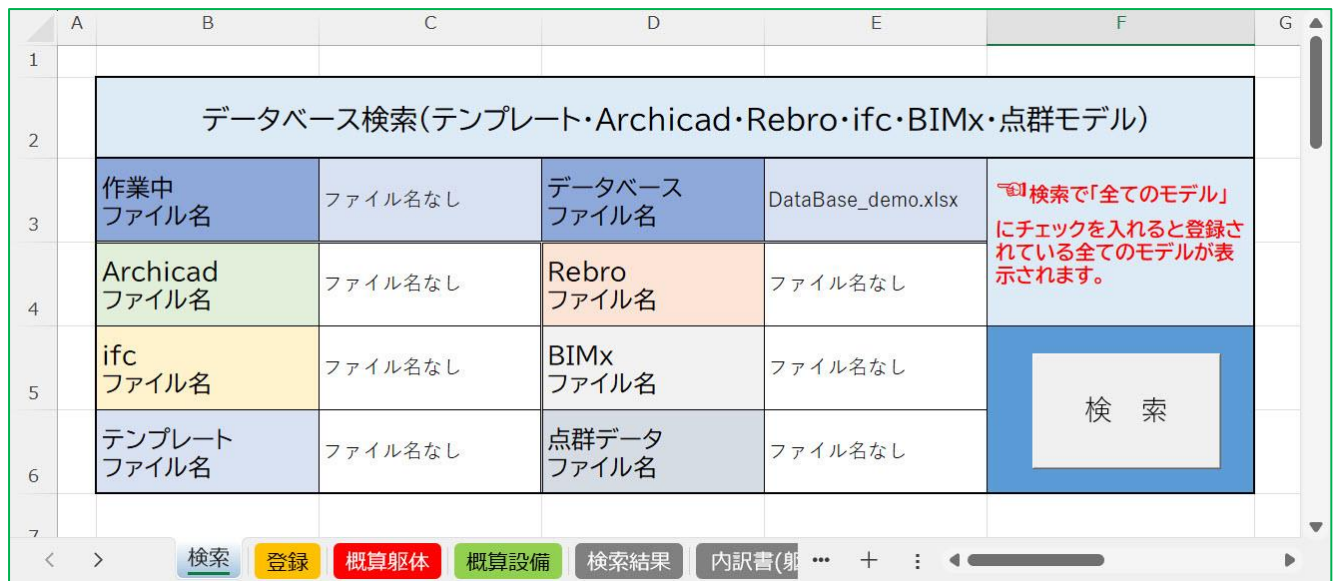 A B C D E F G
1
2
データベース検索(テンプレート・Archicad・Rebro・ifc・BIMx・点群モデル)
3
作業中
ファイル名
ファイル名なし
データベース
ファイル名
DataBase_demo.xlsx
☜検索で「全てのモデル」
にチェックを入れると登録さ
れている全てのモデルが表
示されます。
4
Archicad
ファイル名
ファイル名なし
Rebro
ファイル名
ファイル名なし
5
ifc
ファイル名
ファイル名なし
BIMx
ファイル名
ファイル名なし
検 索
6
テンプレート
ファイル名
ファイル名なし
点群データ
ファイル名
ファイル名なし
7
検索 登録 概算躯体 概算設備 検索結果 内訳書(躯